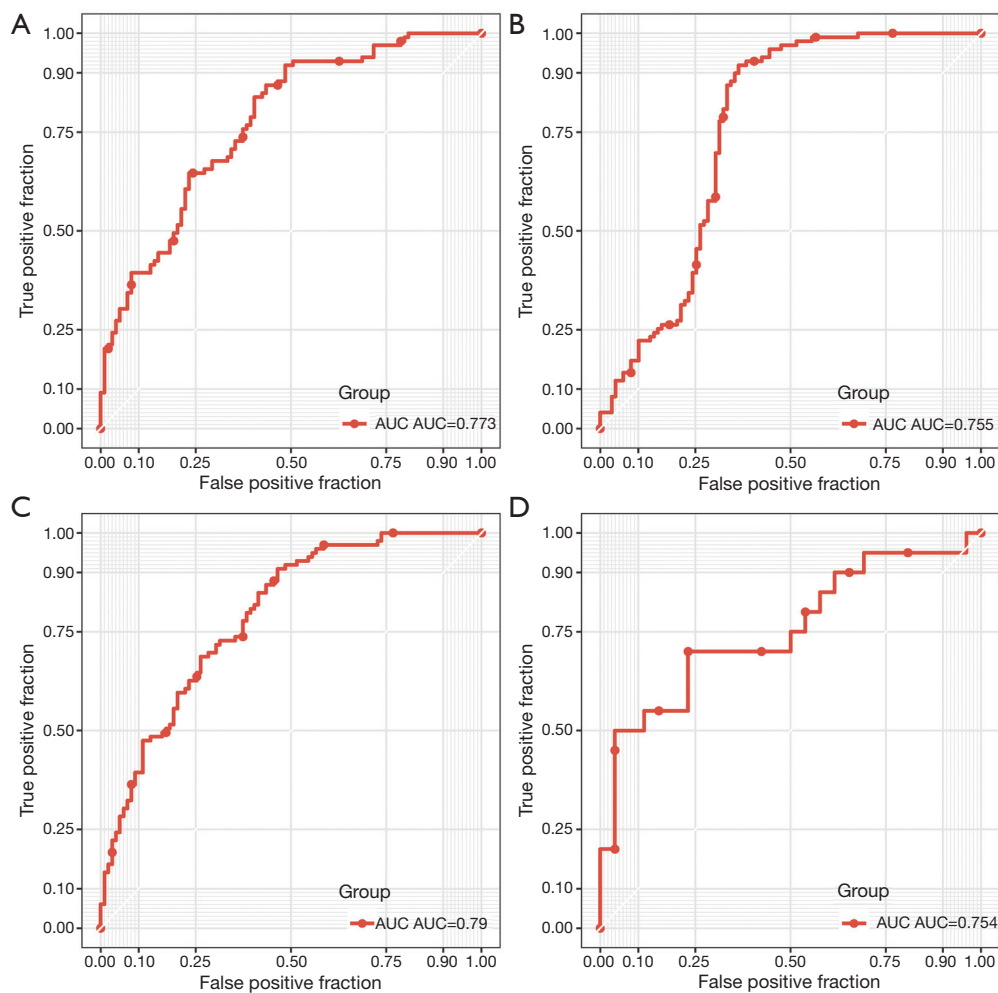 A
1.00
0.90
0.75
0.50
0.25
0.10
0.00
True positive fraction
Group
AUC AUC=0.773
0.00 0.10 0.25 0.50 0.75 0.90 1.00
False positive fraction
B
1.00
0.90
0.75
0.50
0.25
0.10
0.00
True positive fraction
Group
AUC AUC=0.755
0.00 0.10 0.25 0.50 0.75 0.90 1.00
False positive fraction
C
1.00
0.90
0.75
0.50
0.25
0.10
0.00
True positive fraction
Group
AUC AUC=0.79
0.00 0.10 0.25 0.50 0.75 0.90 1.00
False positive fraction
D
1.00
0.90
0.75
0.50
0.25
0.10
0.00
True positive fraction
Group
AUC AUC=0.754
0.00 0.10 0.25 0.50 0.75 0.90 1.00
False positive fraction